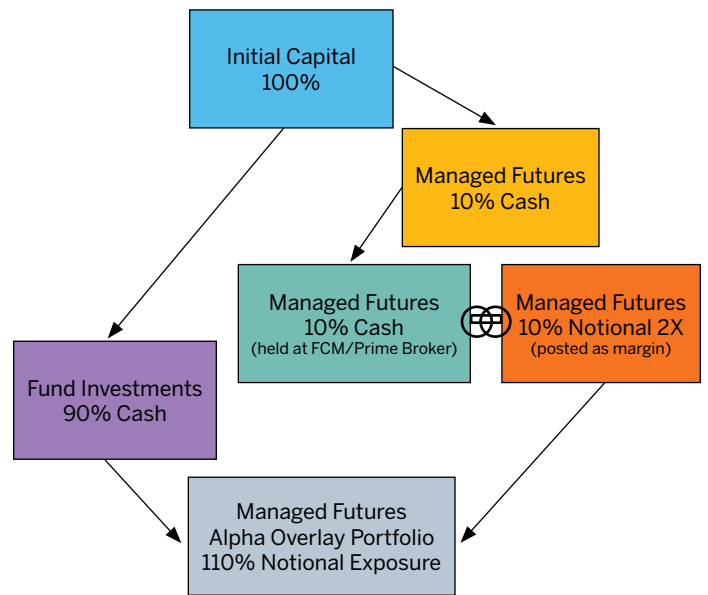 Initial Capital
100%
Managed Futures
10% Cash
Managed Futures
10% Cash
(held at FCM/Prime Broker)
Managed Futures
10% Notional 2X
(posted as margin)
Fund Investments
90% Cash
Managed Futures
Alpha Overlay Portfolio
110% Notional Exposure